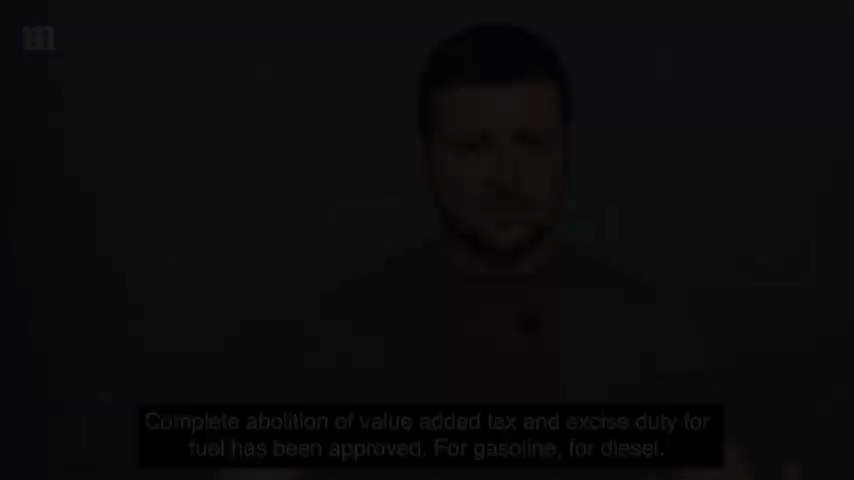 m
Complete abolition of value added tax and excise duty for
fuel has been approved. For gasoline, for diesel.